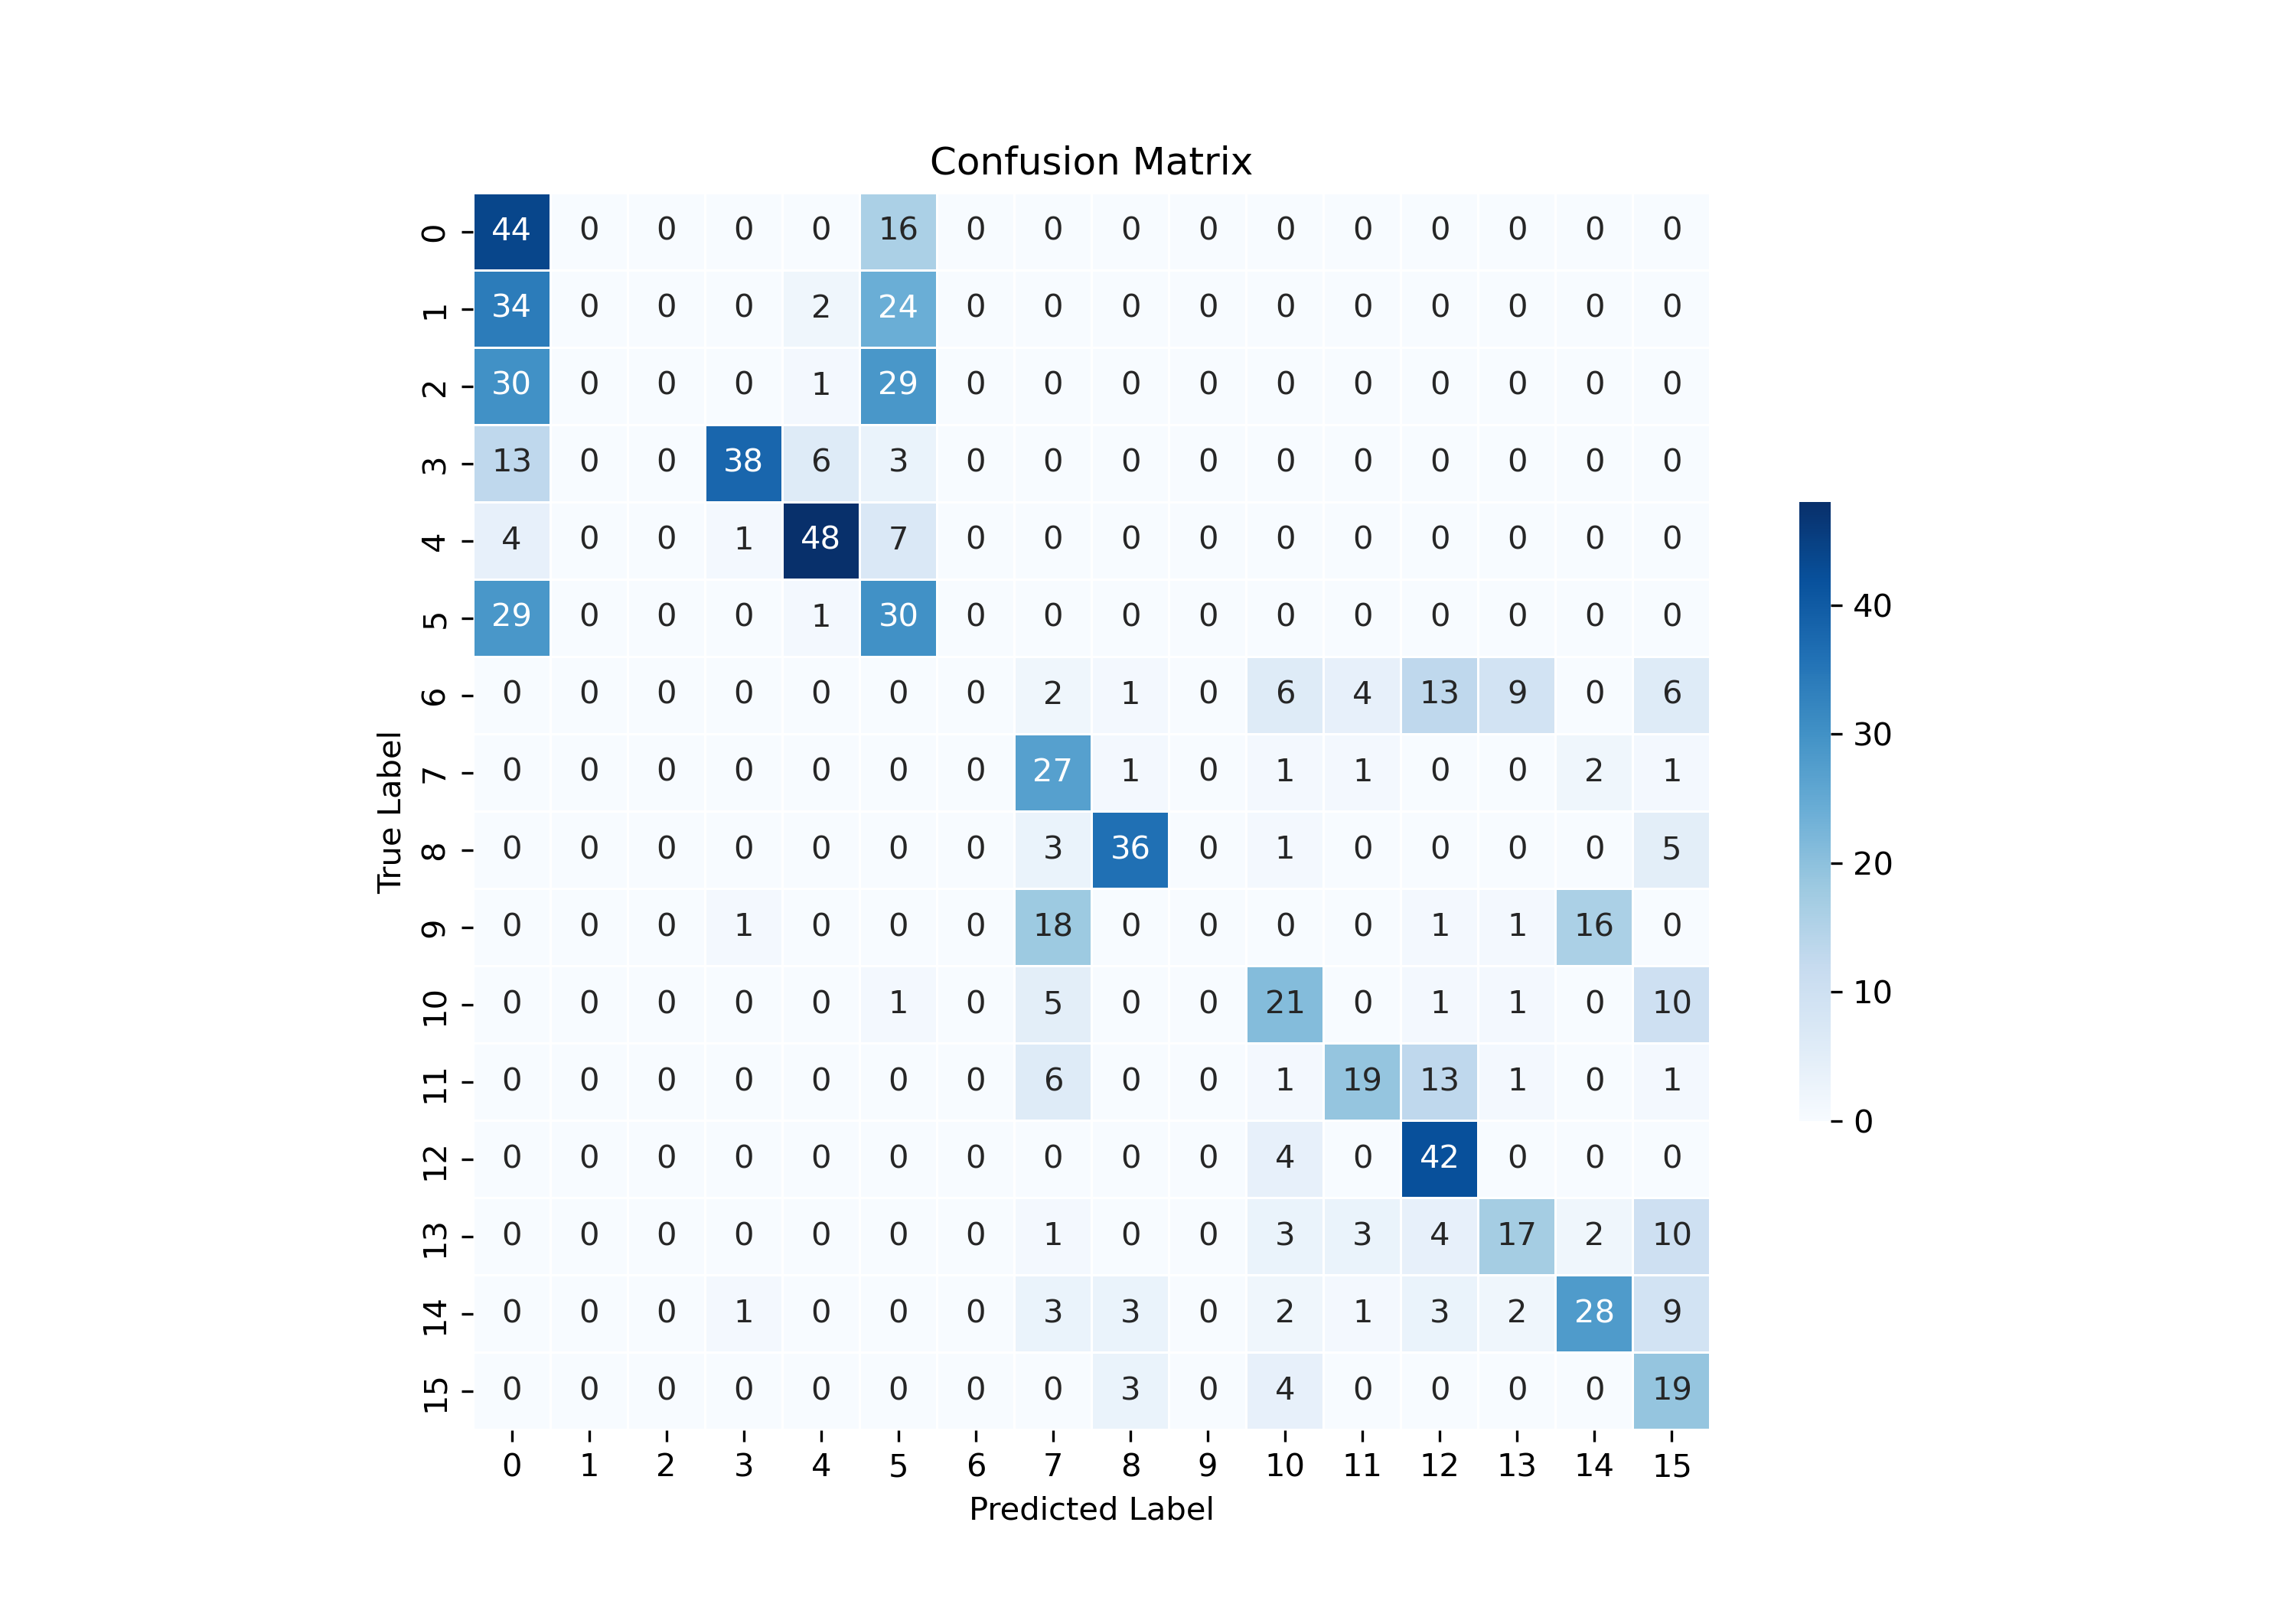 Confusion Matrix
0 44 0 0 0 0 16 0 0 0 0 0 0 0 0 0 0
1 34 0 0 0 2 24 0 0 0 0 0 0 0 0 0 0
2 30 0 0 0 1 29 0 0 0 0 0 0 0 0 0 0
3 13 0 0 38 6 3 0 0 0 0 0 0 0 0 0 0
4 4 0 0 1 48 7 0 0 0 0 0 0 0 0 0 0
5 29 0 0 0 1 30 0 0 0 0 0 0 0 0 0 0
6 0 0 0 0 0 0 0 2 1 0 6 4 13 9 0 6
7 0 0 0 0 0 0 0 27 1 0 1 1 0 0 2 1
8 0 0 0 0 0 0 0 3 36 0 1 0 0 0 0 5
9 0 0 0 1 0 0 0 18 0 0 0 0 1 1 16 0
10 0 0 0 0 0 1 0 5 0 0 21 0 1 1 0 10
11 0 0 0 0 0 0 0 6 0 0 1 19 13 1 0 1
12 0 0 0 0 0 0 0 0 0 0 4 0 42 0 0 0
13 0 0 0 0 0 0 0 1 0 0 3 3 4 17 2 10
14 0 0 0 1 0 0 0 3 3 0 2 1 3 2 28 9
15 0 0 0 0 0 0 0 0 3 0 4 0 0 0 0 19
0 1 2 3 4 5 6 7 8 9 10 11 12 13 14 15
Predicted Label
True Label
40
30
20
10
0